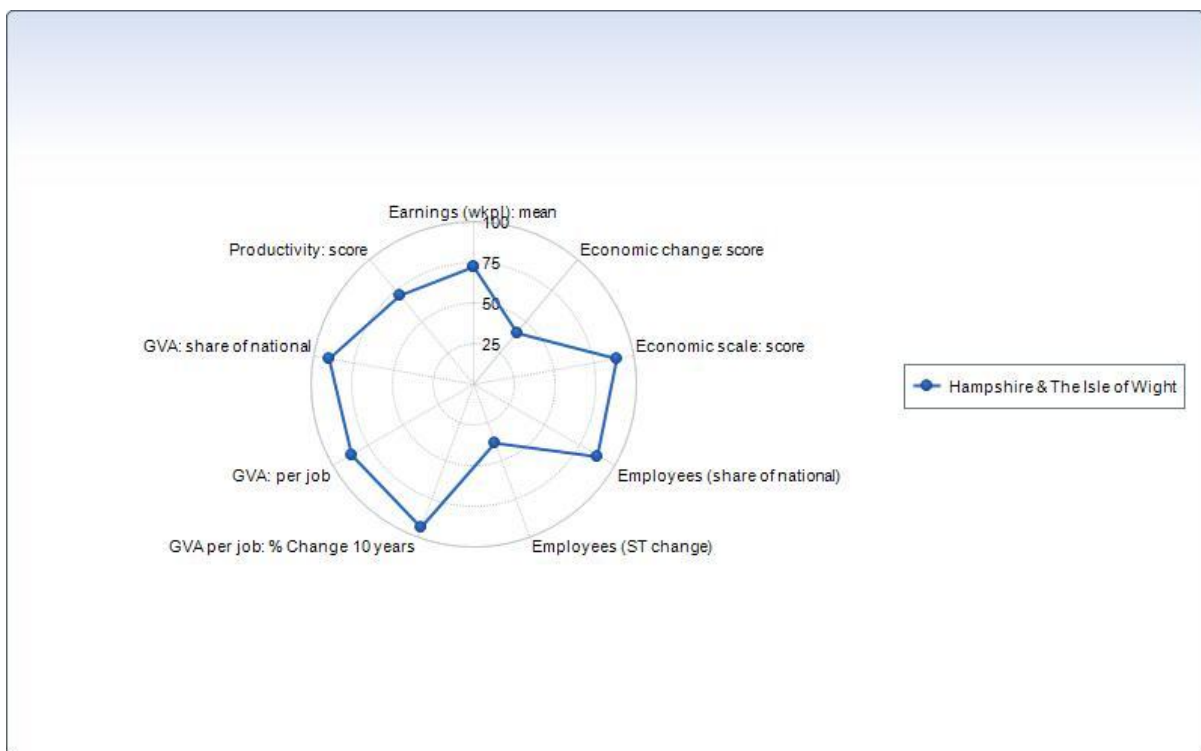 Earnings (wkpl): mean
100
Productivity: score
Economic change: score
75
50
GVA: share of national
25
Economic scale: score
Hampshire & The Isle of Wight
GVA: per job
Employees (share of national)
GVA per job: % Change 10 years
Employees (ST change)